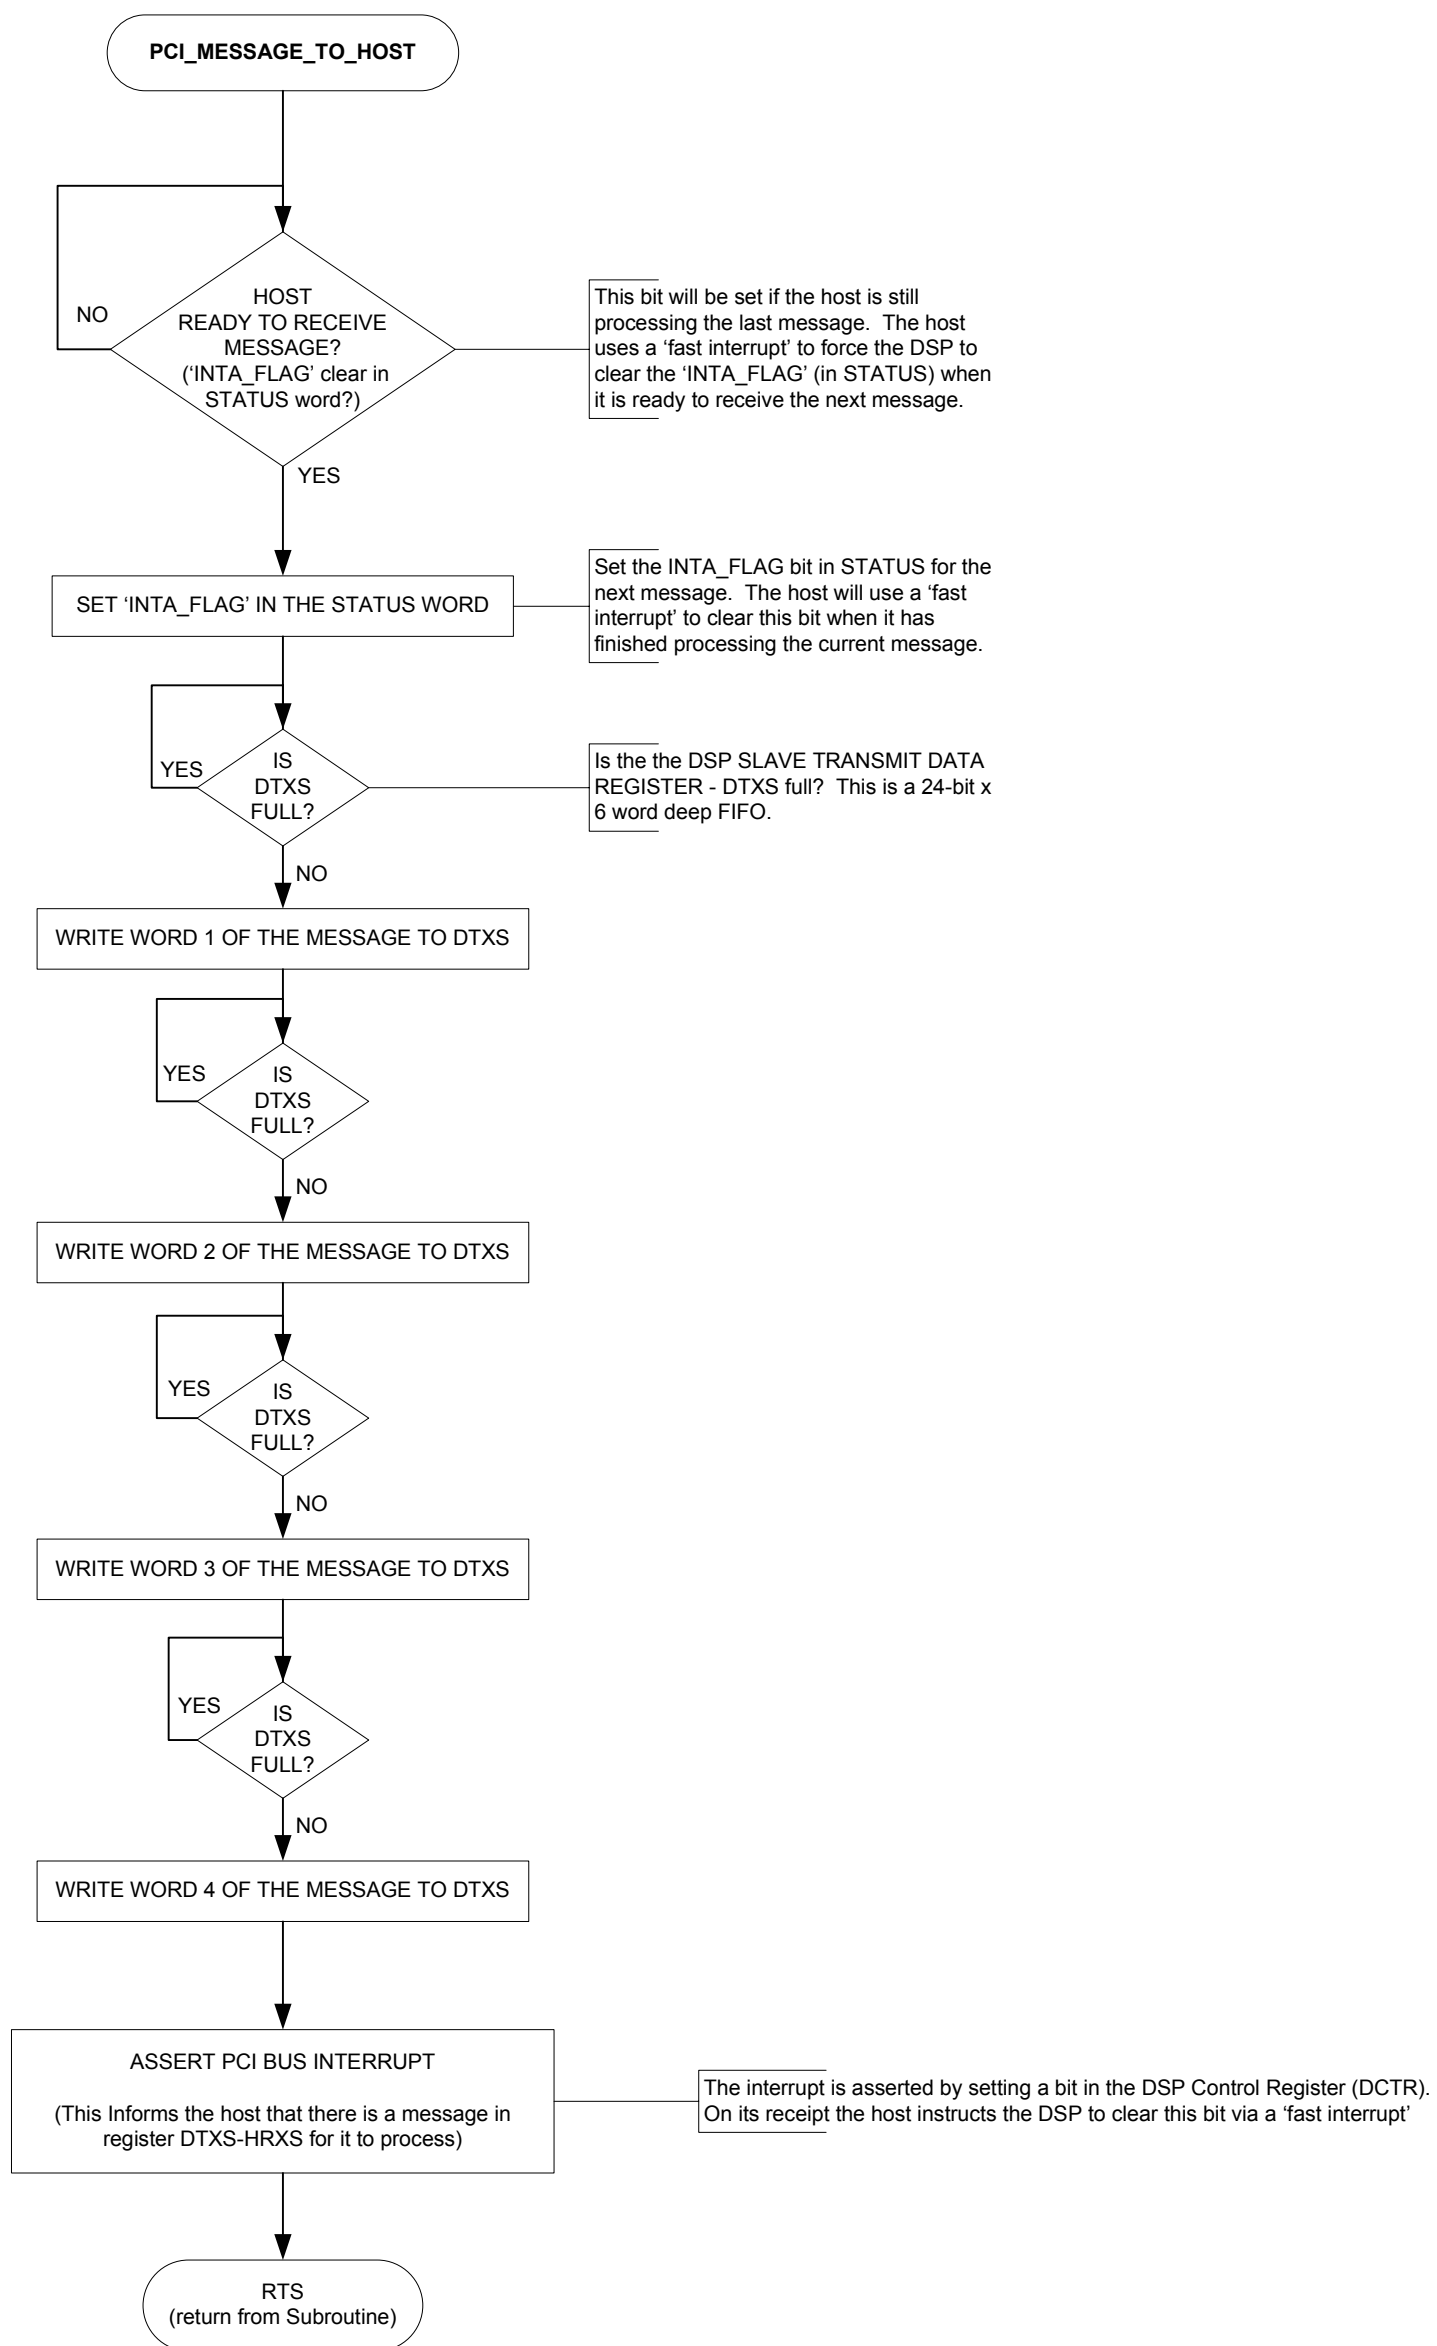 PCI_MESSAGE_TO_HOST
NO
HOST
READY TO RECEIVE
MESSAGE?
(‘INTA_FLAG’ clear in
STATUS word?)
This bit will be set if the host is still
processing the last message.  The host
uses a ‘fast interrupt’ to force the DSP to
clear the ‘INTA_FLAG’ (in STATUS) when
it is ready to receive the next message.
YES
SET ‘INTA_FLAG’ IN THE STATUS WORD
Set the INTA_FLAG bit in STATUS for the
next message.  The host will use a ‘fast
interrupt’ to clear this bit when it has
finished processing the current message.
YES
IS
DTXS
FULL?
Is the the DSP SLAVE TRANSMIT DATA
REGISTER - DTXS full?  This is a 24-bit x
6 word deep FIFO.
NO
WRITE WORD 1 OF THE MESSAGE TO DTXS
YES
IS
DTXS
FULL?
NO
WRITE WORD 2 OF THE MESSAGE TO DTXS
YES
IS
DTXS
FULL?
NO
WRITE WORD 3 OF THE MESSAGE TO DTXS
YES
IS
DTXS
FULL?
NO
WRITE WORD 4 OF THE MESSAGE TO DTXS
ASSERT PCI BUS INTERRUPT
(This Informs the host that there is a message in
register DTXS-HRXS for it to process)
The interrupt is asserted by setting a bit in the DSP Control Register (DCTR).
On its receipt the host instructs the DSP to clear this bit via a ‘fast interrupt’
RTS
(return from Subroutine)